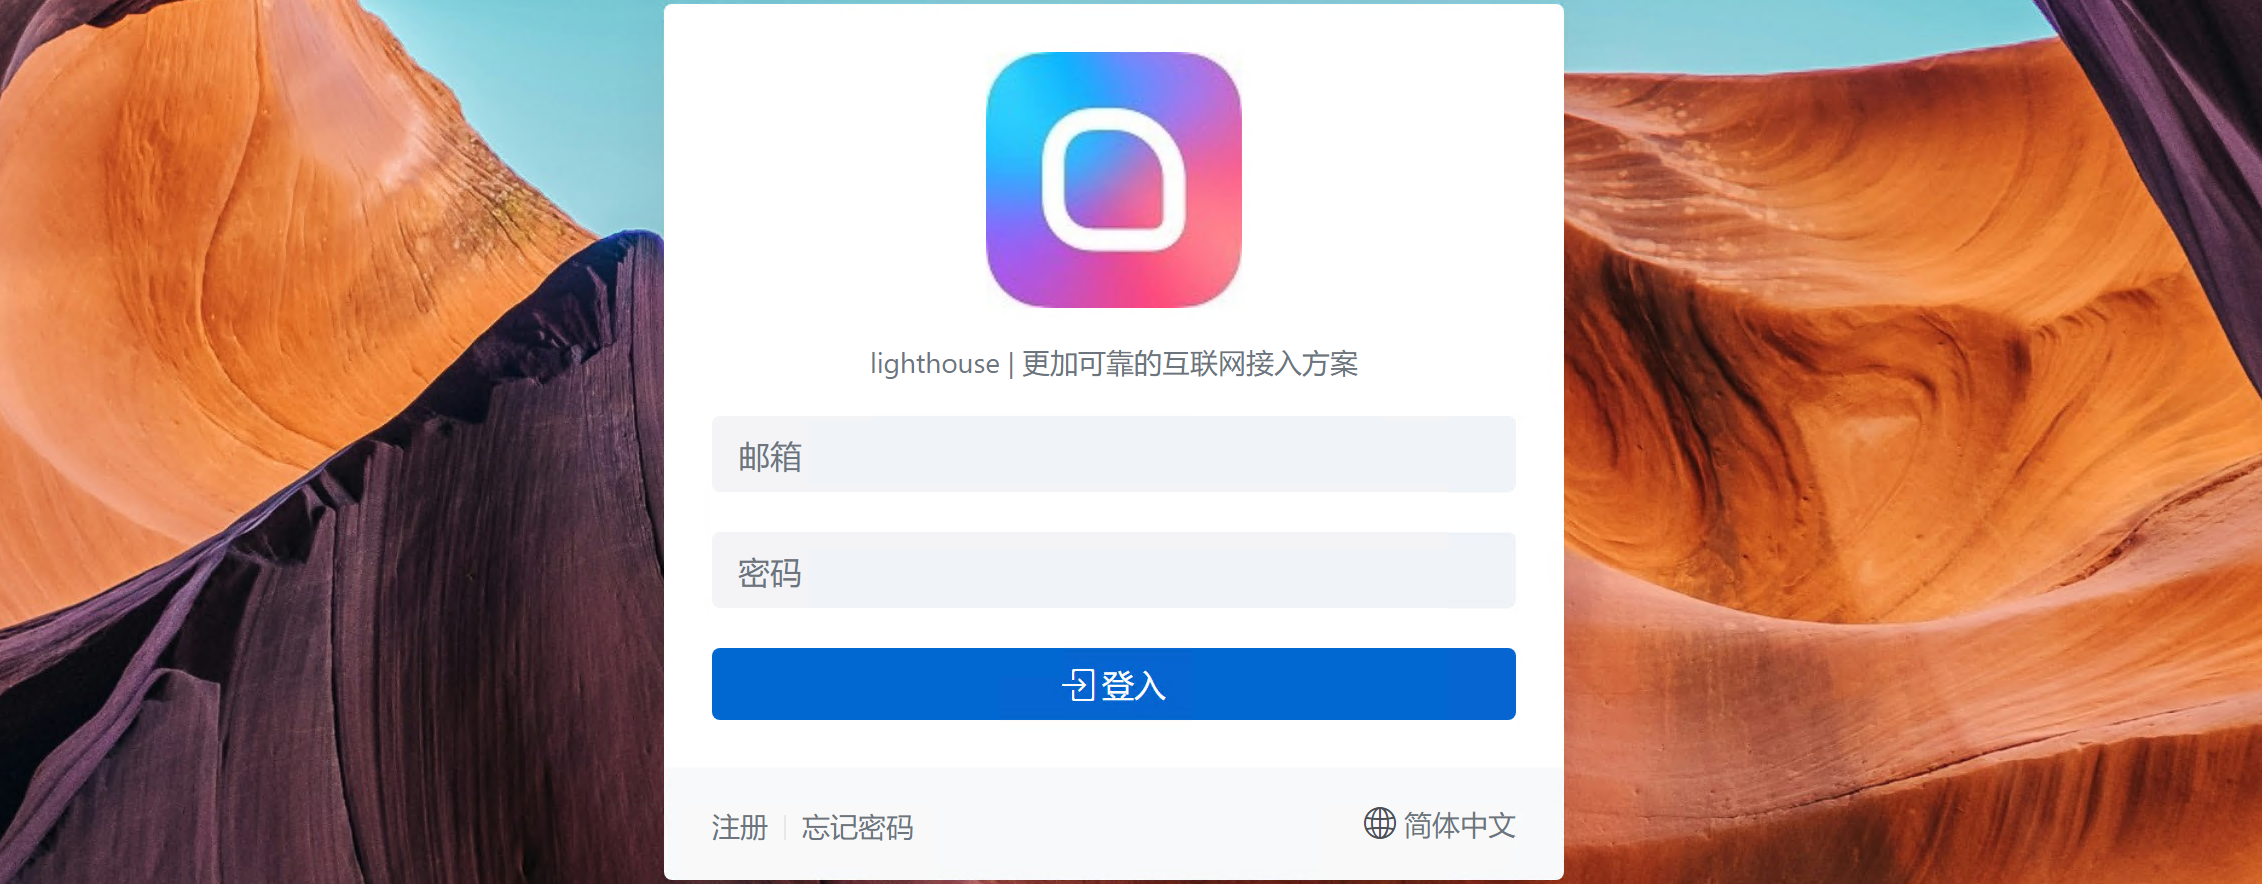 lighthouse | 更加可靠的互联网接入方案
邮箱
密码
登入
注册 | 忘记密码
简体中文